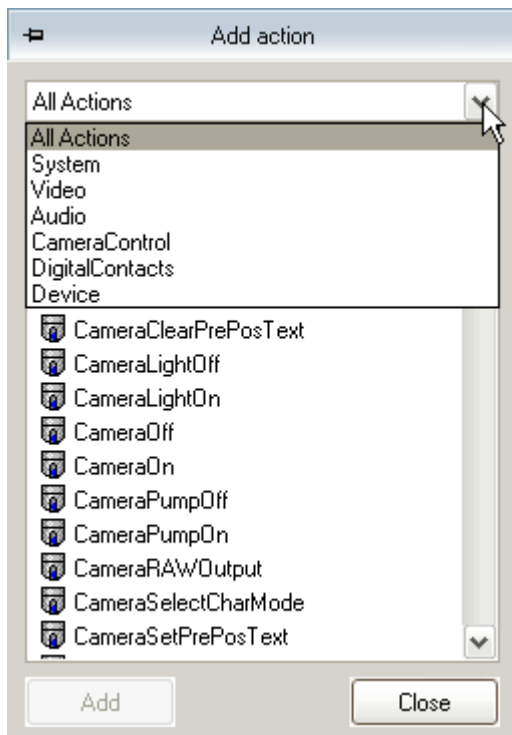 Add action
All Actions
All Actions
System
Video
Audio
CameraControl
DigitalContacts
Device
CameraClearPrePosText
CameraLightOff
CameraLightOn
CameraOff
CameraOn
CameraPumpOff
CameraPumpOn
CameraRAWOutput
CameraSelectCharMode
CameraSetPrePosText
Add
Close